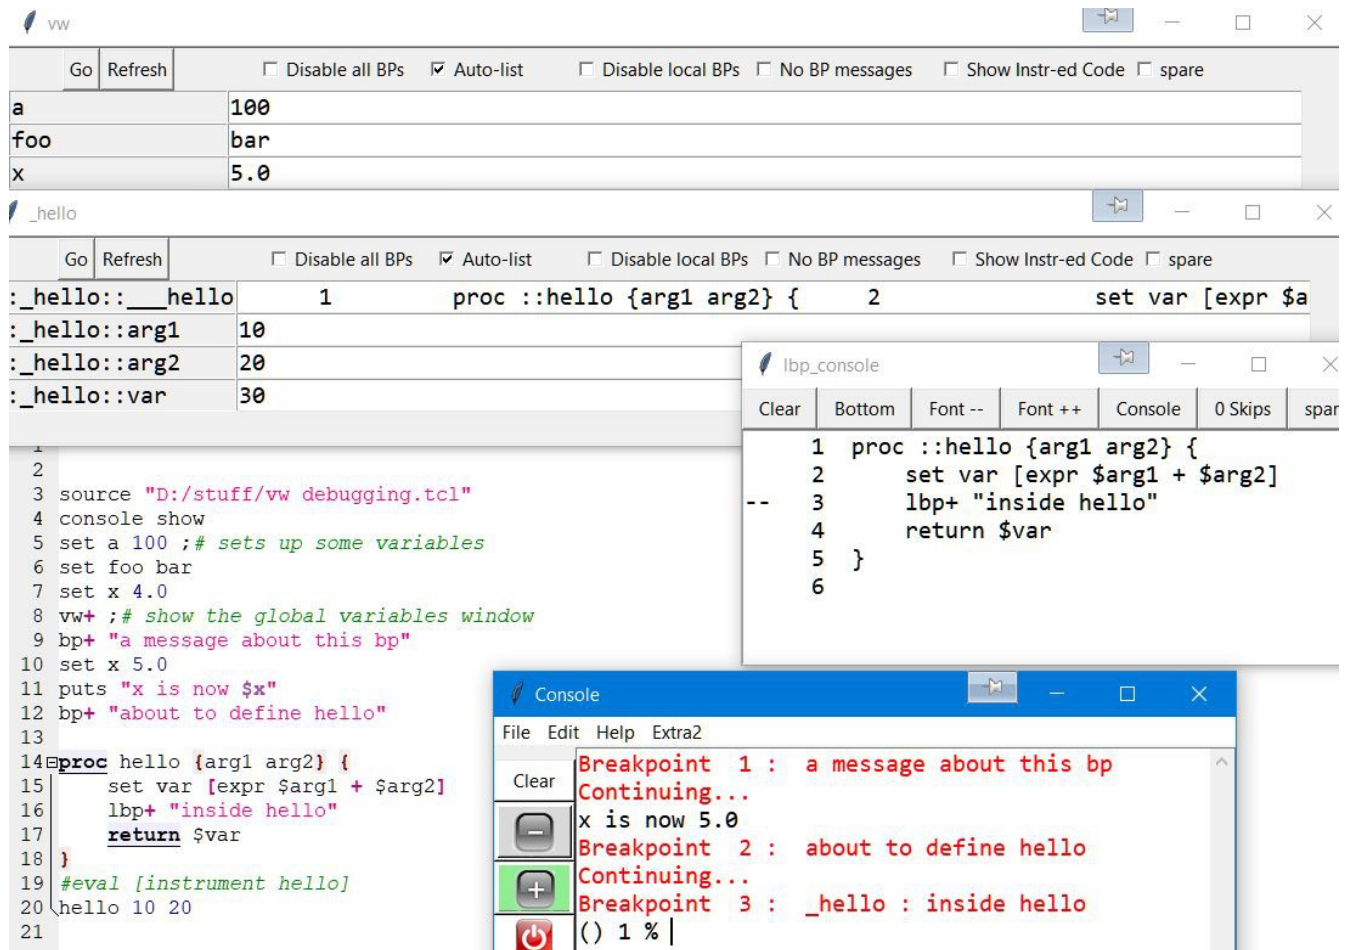 vw
Go Refresh Disable all BPs Auto-list Disable local BPs No BP messages Show Instr-ed Code spare
a 100
foo bar
x 5.0
_hello
Go Refresh Disable all BPs Auto-list Disable local BPs No BP messages Show Instr-ed Code spare
:_hello::___hello 1 proc ::hello {arg1 arg2} { 2 set var [expr $a
:_hello::arg1 10
:_hello::arg2 20
:_hello::var 30
lbp_console
Clear Bottom Font -- Font ++ Console 0 Skips spar
1 proc ::hello {arg1 arg2} {
2 set var [expr $arg1 + $arg2]
-- 3 lbp+ "inside hello"
4 return $var
5 }
6
1
2
3 source "D:/stuff/vw debugging.tcl"
4 console show
5 set a 100 ;# sets up some variables
6 set foo bar
7 set x 4.0
8 vw+ ;# show the global variables window
9 bp+ "a message about this bp"
10 set x 5.0
11 puts "x is now $x"
12 bp+ "about to define hello"
13
14 proc hello {arg1 arg2} {
15 set var [expr $arg1 + $arg2]
16 lbp+ "inside hello"
17 return $var
18 }
19 #eval [instrument hello]
20 hello 10 20
21
Console
File Edit Help Extra2
Clear
Breakpoint 1 : a message about this bp
Continuing...
x is now 5.0
Breakpoint 2 : about to define hello
Continuing...
Breakpoint 3 : _hello : inside hello
() 1 %